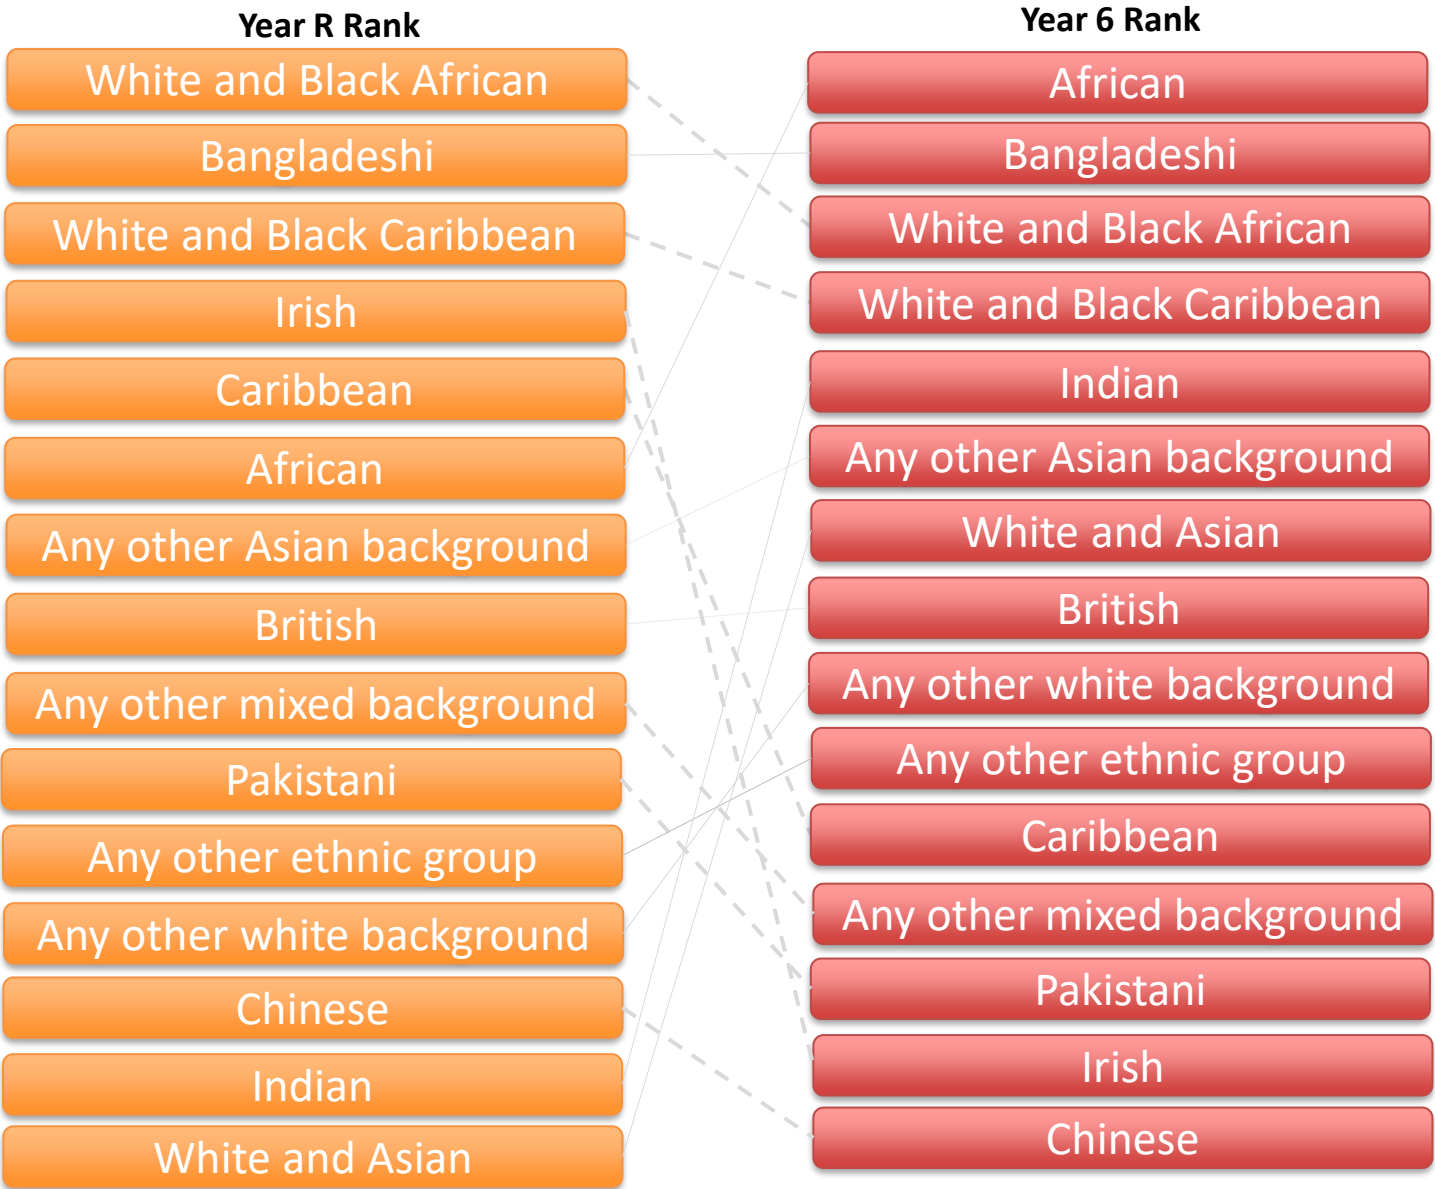 Year R Rank
White and Black African
Bangladeshi
White and Black Caribbean
Irish
Caribbean
African
Any other Asian background
British
Any other mixed background
Pakistani
Any other ethnic group
Any other white background
Chinese
Indian
White and Asian
Year 6 Rank
African
Bangladeshi
White and Black African
White and Black Caribbean
Indian
Any other Asian background
White and Asian
British
Any other white background
Any other ethnic group
Caribbean
Any other mixed background
Pakistani
Irish
Chinese